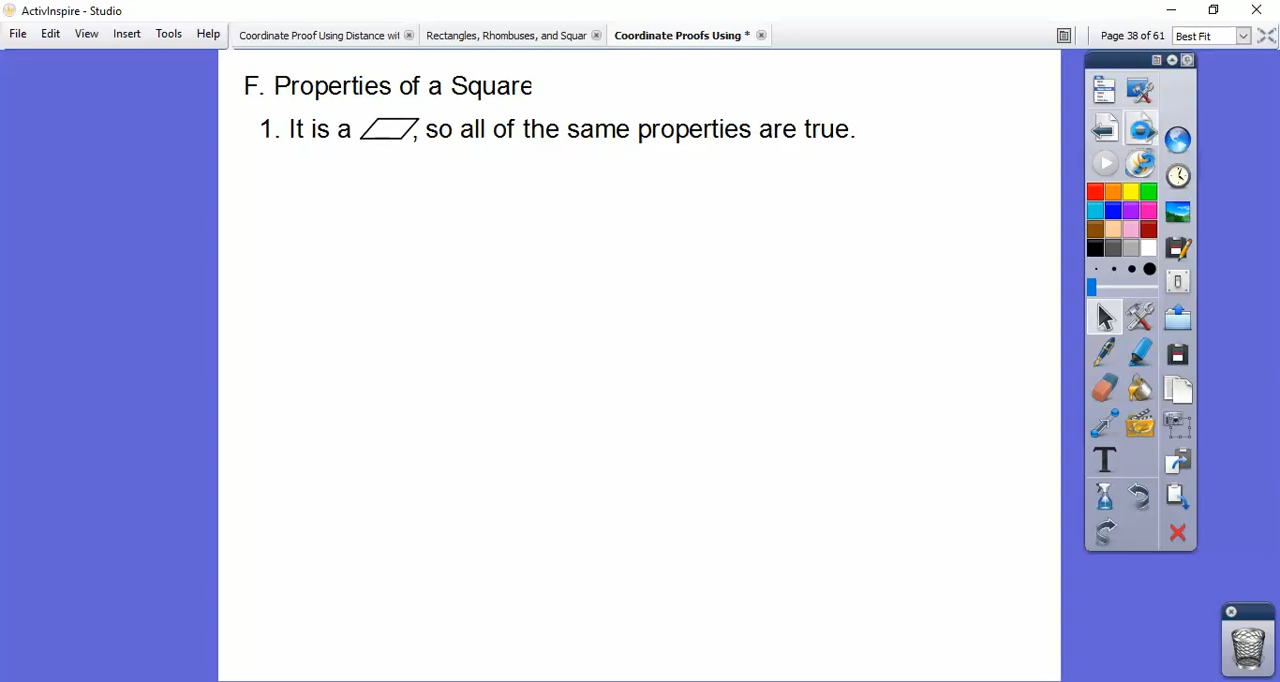 ActivInspire - Studio
File Edit View Insert Tools Help
Coordinate Proof Using Distance wit
Rectangles, Rhombuses, and Squar
Coordinate Proofs Using *
Page 38 of 61
Best Fit
F. Properties of a Square
1. It is a , so all of the same properties are true.